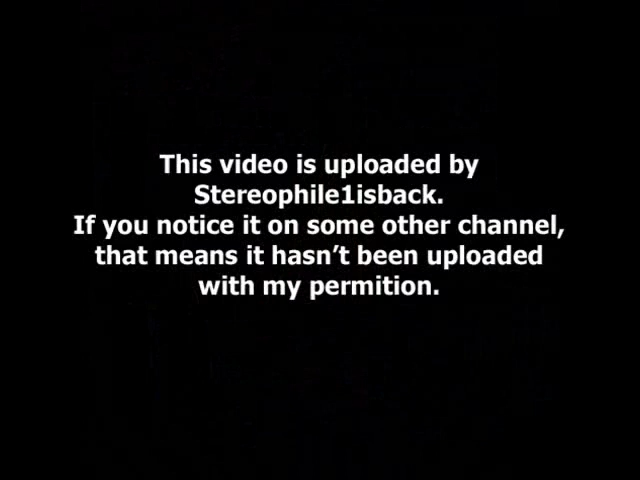 This video is uploaded by
Stereophile1isback.
If you notice it on some other channel,
that means it hasn’t been uploaded
with my permition.